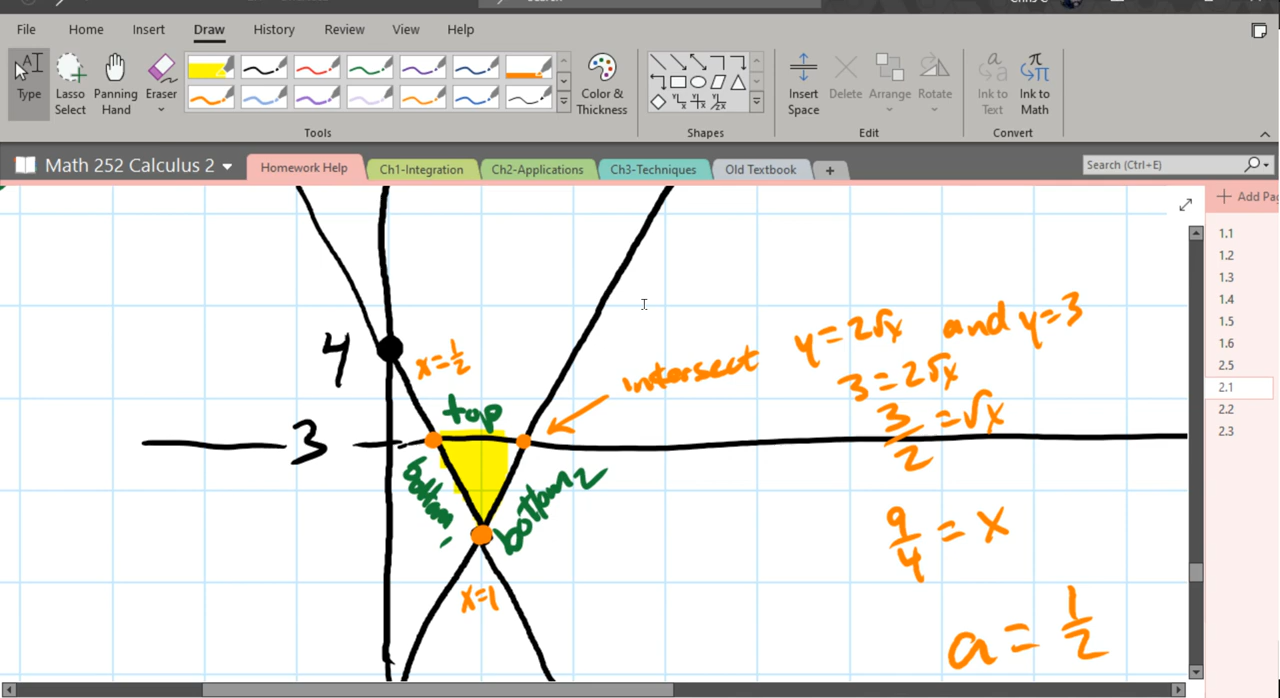 File Home Insert Draw History Review View Help
Type
Lasso Select
Panning Hand
Eraser
Color & Thickness
Insert Space
Delete
Arrange
Rotate
Ink to Text
Ink to Math
Tools
Shapes
Edit
Convert
Math 252 Calculus 2
Homework Help
Ch1-Integration
Ch2-Applications
Ch3-Techniques
Old Textbook
Search (Ctrl+E)
Add Pa
1.1
1.2
1.3
1.4
1.5
1.6
2.5
2.1
2.2
2.3
y=2√x and y=3
3=2√x
3/2=√x
9/4=x
a=1/2
intersect
4
x=1/2
top
3
bottom 1
bottom 2
x=1